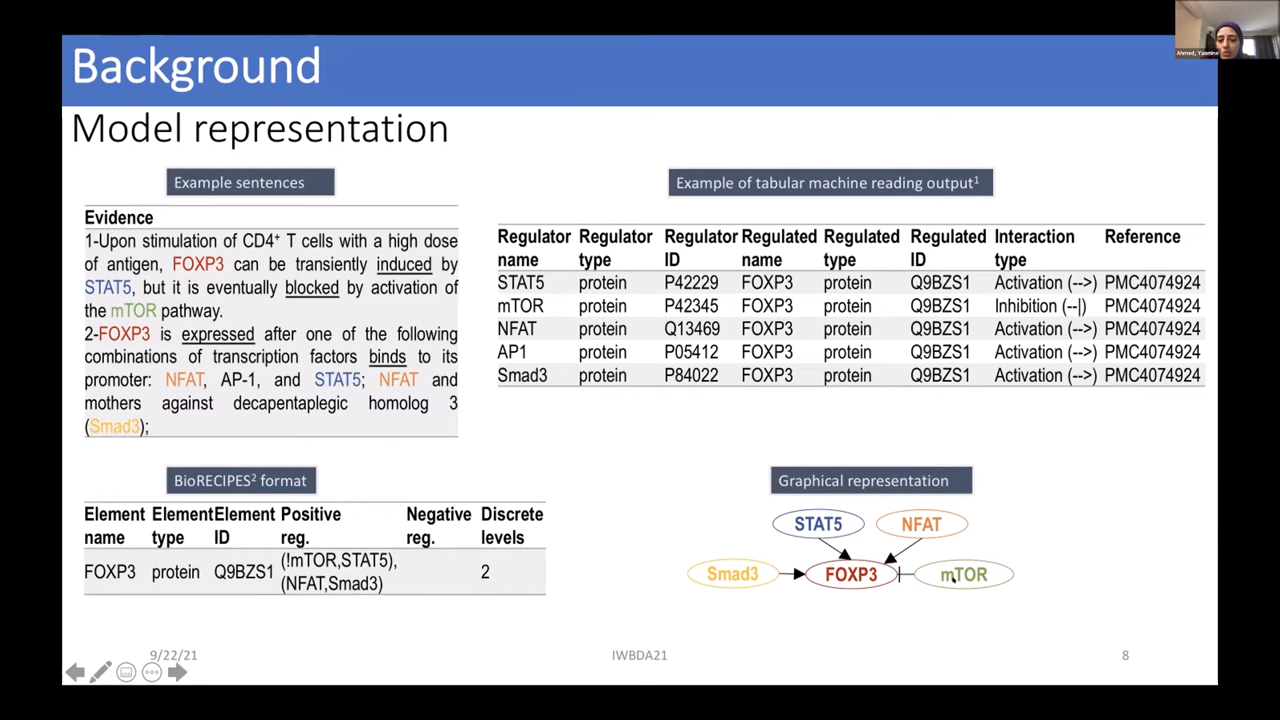 Ahmed, Yasmine
Background
Model representation
Example sentences
Evidence
1-Upon stimulation of CD4⁺ T cells with a high dose
of antigen, FOXP3 can be transiently induced by
STAT5, but it is eventually blocked by activation of
the mTOR pathway.
2-FOXP3 is expressed after one of the following
combinations of transcription factors binds to its
promoter: NFAT, AP-1, and STAT5; NFAT and
mothers against decapentaplegic homolog 3
(Smad3);
Example of tabular machine reading output¹
Regulator Regulator Regulator Regulated Regulated Regulated Interaction Reference
name type ID name type ID type
STAT5 protein P42229 FOXP3 protein Q9BZS1 Activation (-->) PMC4074924
mTOR protein P42345 FOXP3 protein Q9BZS1 Inhibition (--|) PMC4074924
NFAT protein Q13469 FOXP3 protein Q9BZS1 Activation (-->) PMC4074924
AP1 protein P05412 FOXP3 protein Q9BZS1 Activation (-->) PMC4074924
Smad3 protein P84022 FOXP3 protein Q9BZS1 Activation (-->) PMC4074924
BioRECIPES² format
Element Element Element Positive Negative Discrete
name type ID reg. reg. levels
(!mTOR,STAT5),
FOXP3 protein Q9BZS1 2
(NFAT,Smad3)
Graphical representation
STAT5 NFAT
Smad3 FOXP3 mTOR
9/22/21 IWBDA21 8